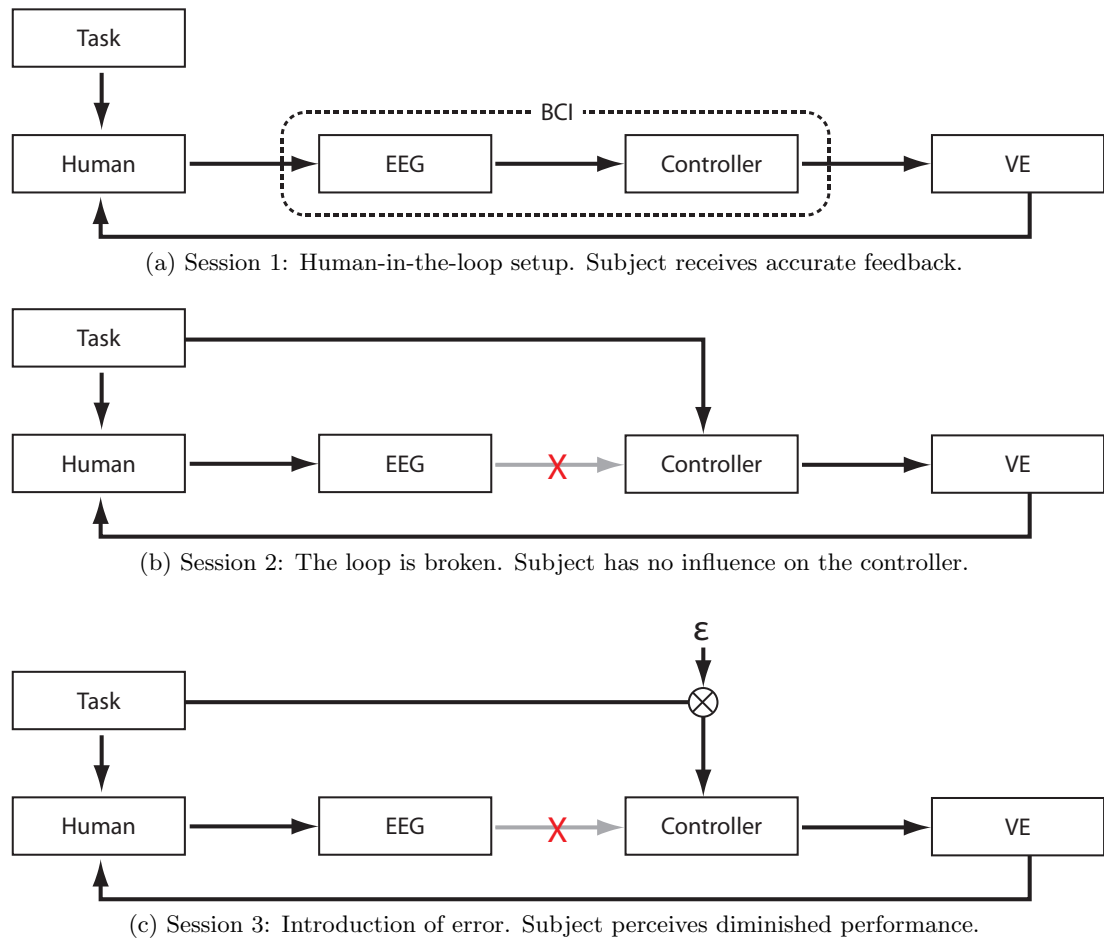 Task
BCI
Human EEG Controller VE
(a) Session 1: Human-in-the-loop setup. Subject receives accurate feedback.
Task
Human EEG X Controller VE
(b) Session 2: The loop is broken. Subject has no influence on the controller.
ε
Task
Human EEG X Controller VE
(c) Session 3: Introduction of error. Subject perceives diminished performance.